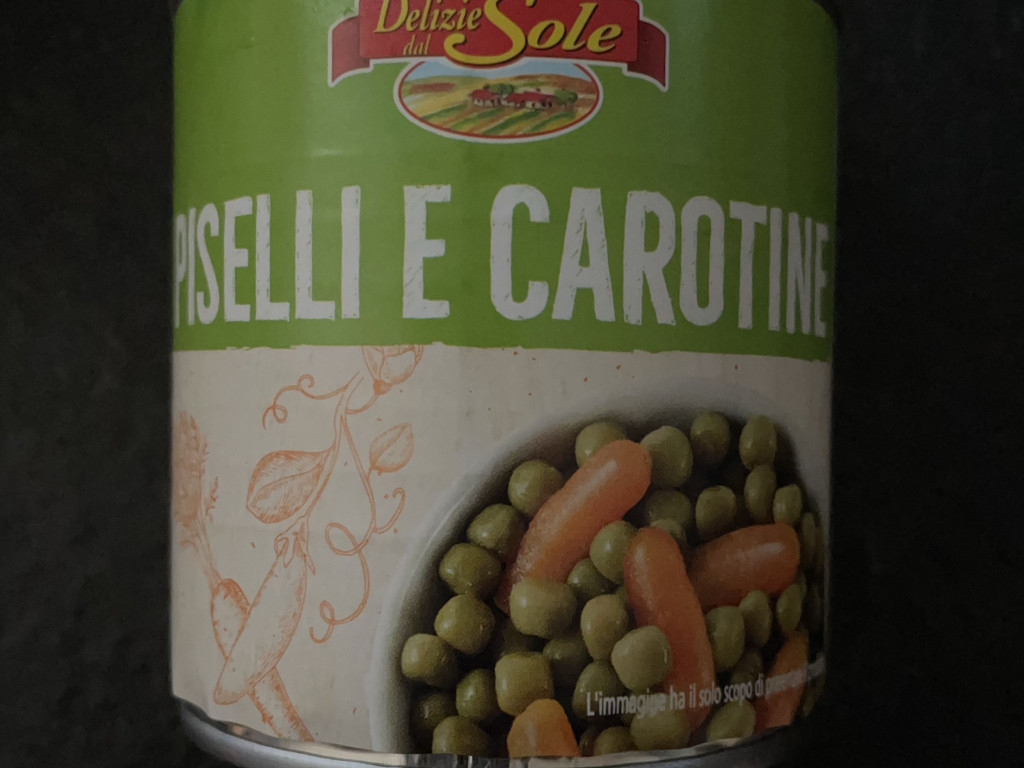 Delizie
dal Sole
PISELLI E CAROTINE
L'immagine ha il solo scopo di